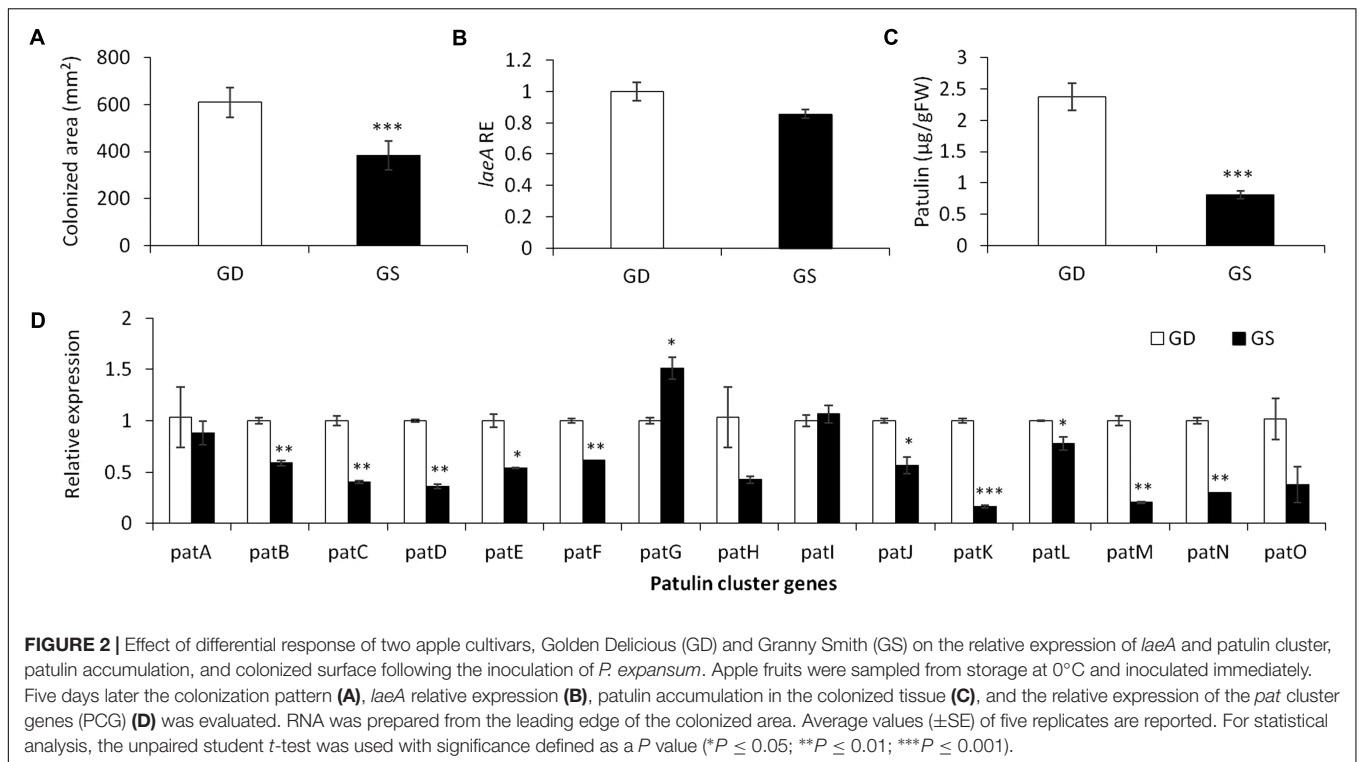 A
B
C
800
600
400
200
0
Colonized area (mm²)
***
GD
GS
1.2
1
0.8
0.6
0.4
0.2
0
laeA RE
GD
GS
3
2.5
2
1.5
1
0.5
0
Patulin (µg/gFW)
***
GD
GS
D
2
1.5
1
0.5
0
Relative expression
GD GS
** ** ** * ** * * *** * ** **
patA patB patC patD patE patF patG patH patI patJ patK patL patM patN patO
Patulin cluster genes
FIGURE 2 | Effect of differential response of two apple cultivars, Golden Delicious (GD) and Granny Smith (GS) on the relative expression of laeA and patulin cluster,
patulin accumulation, and colonized surface following the inoculation of P. expansum. Apple fruits were sampled from storage at 0°C and inoculated immediately.
Five days later the colonization pattern (A), laeA relative expression (B), patulin accumulation in the colonized tissue (C), and the relative expression of the pat cluster
genes (PCG) (D) was evaluated. RNA was prepared from the leading edge of the colonized area. Average values (±SE) of five replicates are reported. For statistical
analysis, the unpaired student t-test was used with significance defined as a P value (*P ≤ 0.05; **P ≤ 0.01; ***P ≤ 0.001).